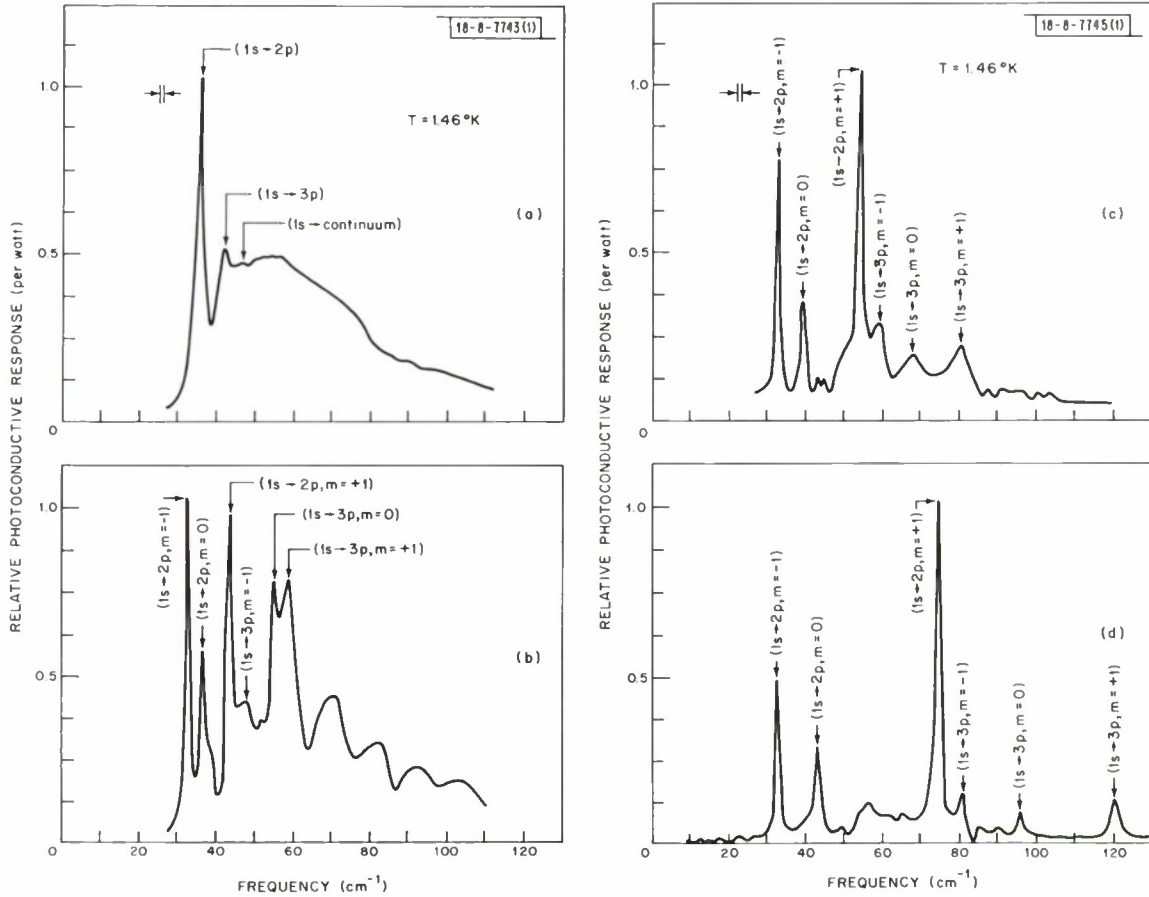 18-8-7743(1)
(1s→2p)
T = 1.46 °K
1.0
(1s→3p)
(a)
(1s→continuum)
0.5
0
RELATIVE PHOTOCONDUCTIVE RESPONSE (per watt)
(1s→2p, m=+1)
1.0
(1s→3p, m=0)
(1s→3p, m=+1)
(1s→2p, m=-1)
(1s→2p, m=0)
(1s→3p, m=-1)
(b)
0.5
0 20 40 60 80 100 120
FREQUENCY (cm⁻¹)
18-8-7745(1)
T = 1.46 °K
1.0
(1s→2p, m=-1)
(1s→2p, m=0)
(1s→2p, m=+1)
(1s→3p, m=-1)
(1s→3p, m=0)
(1s→3p, m=+1)
(c)
0.5
0
RELATIVE PHOTOCONDUCTIVE RESPONSE (per watt)
1.0
(1s→2p, m=-1)
(1s→2p, m=0)
(1s→2p, m=+1)
(1s→3p, m=-1)
(1s→3p, m=0)
(1s→3p, m=+1)
(d)
0.5
0 20 40 60 80 100 120
FREQUENCY (cm⁻¹)